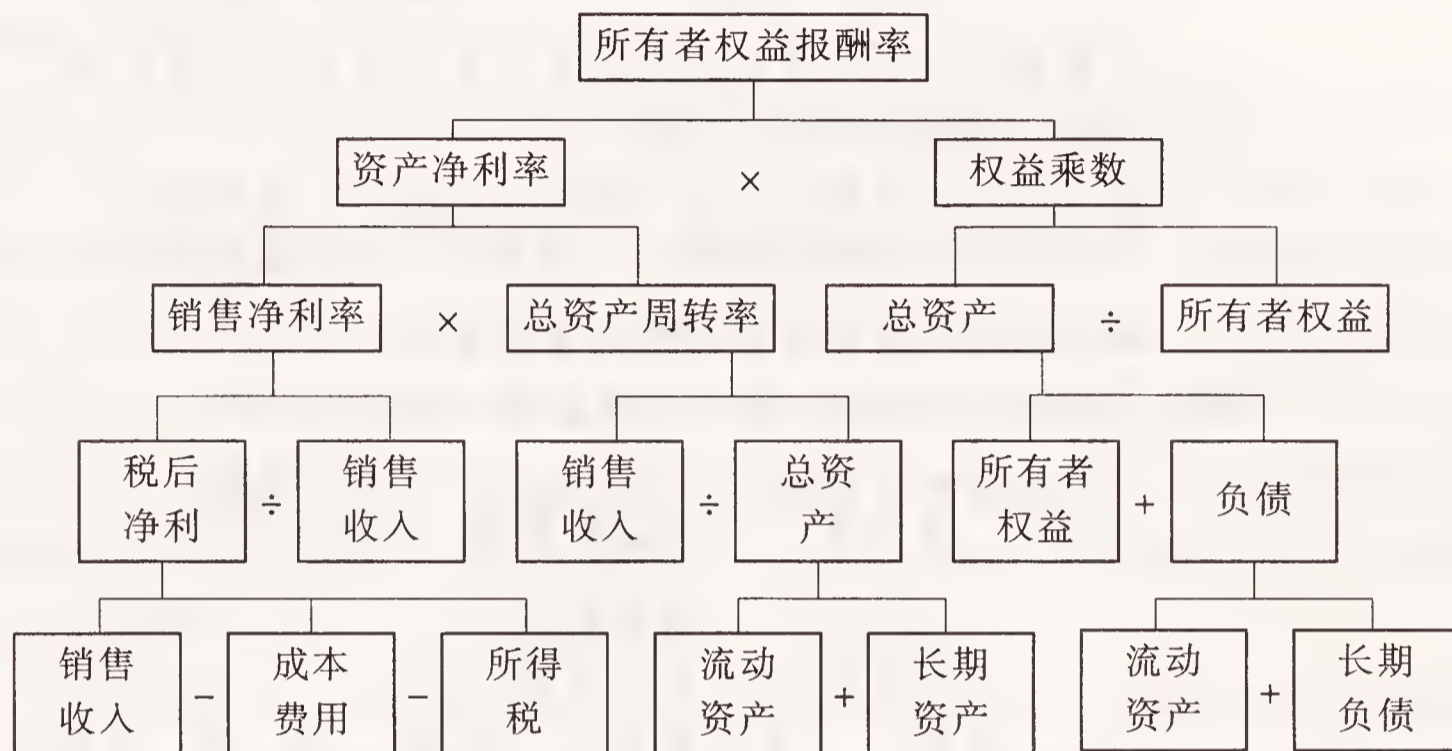 所有者权益报酬率
资产净利率 × 权益乘数
销售净利率 × 总资产周转率 总资产 ÷ 所有者权益
税后净利 ÷ 销售收入 销售收入 ÷ 总资产 所有者权益 + 负债
销售收入 − 成本费用 − 所得税 流动资产 + 长期资产 流动资产 + 长期负债